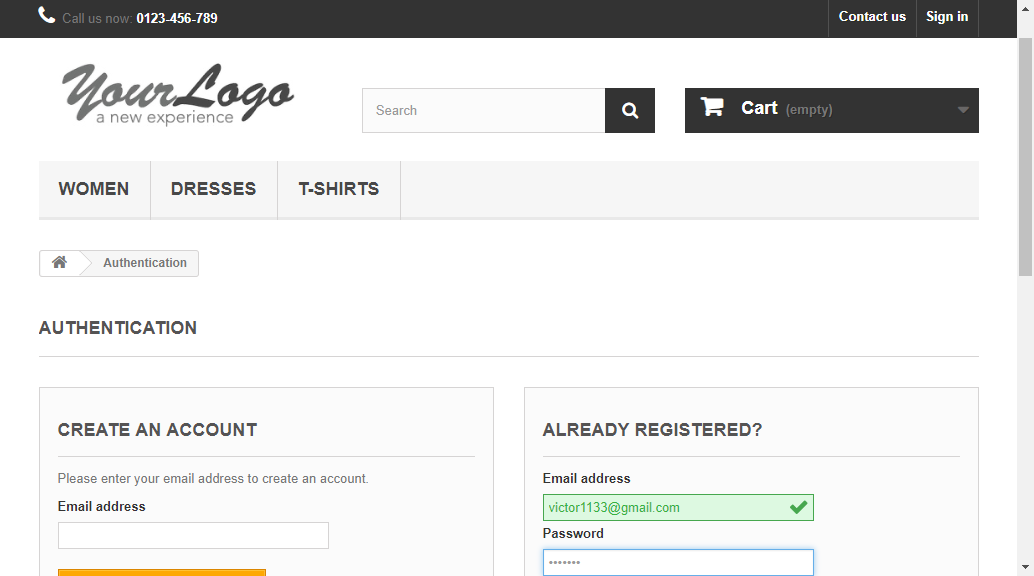 Call us now: 0123-456-789
Contact us
Sign in
YourLogo
a new experience
Search
Cart (empty)
WOMEN
DRESSES
T-SHIRTS
Authentication
AUTHENTICATION
CREATE AN ACCOUNT
Please enter your email address to create an account.
Email address
ALREADY REGISTERED?
Email address
victor1133@gmail.com
Password
•••••••